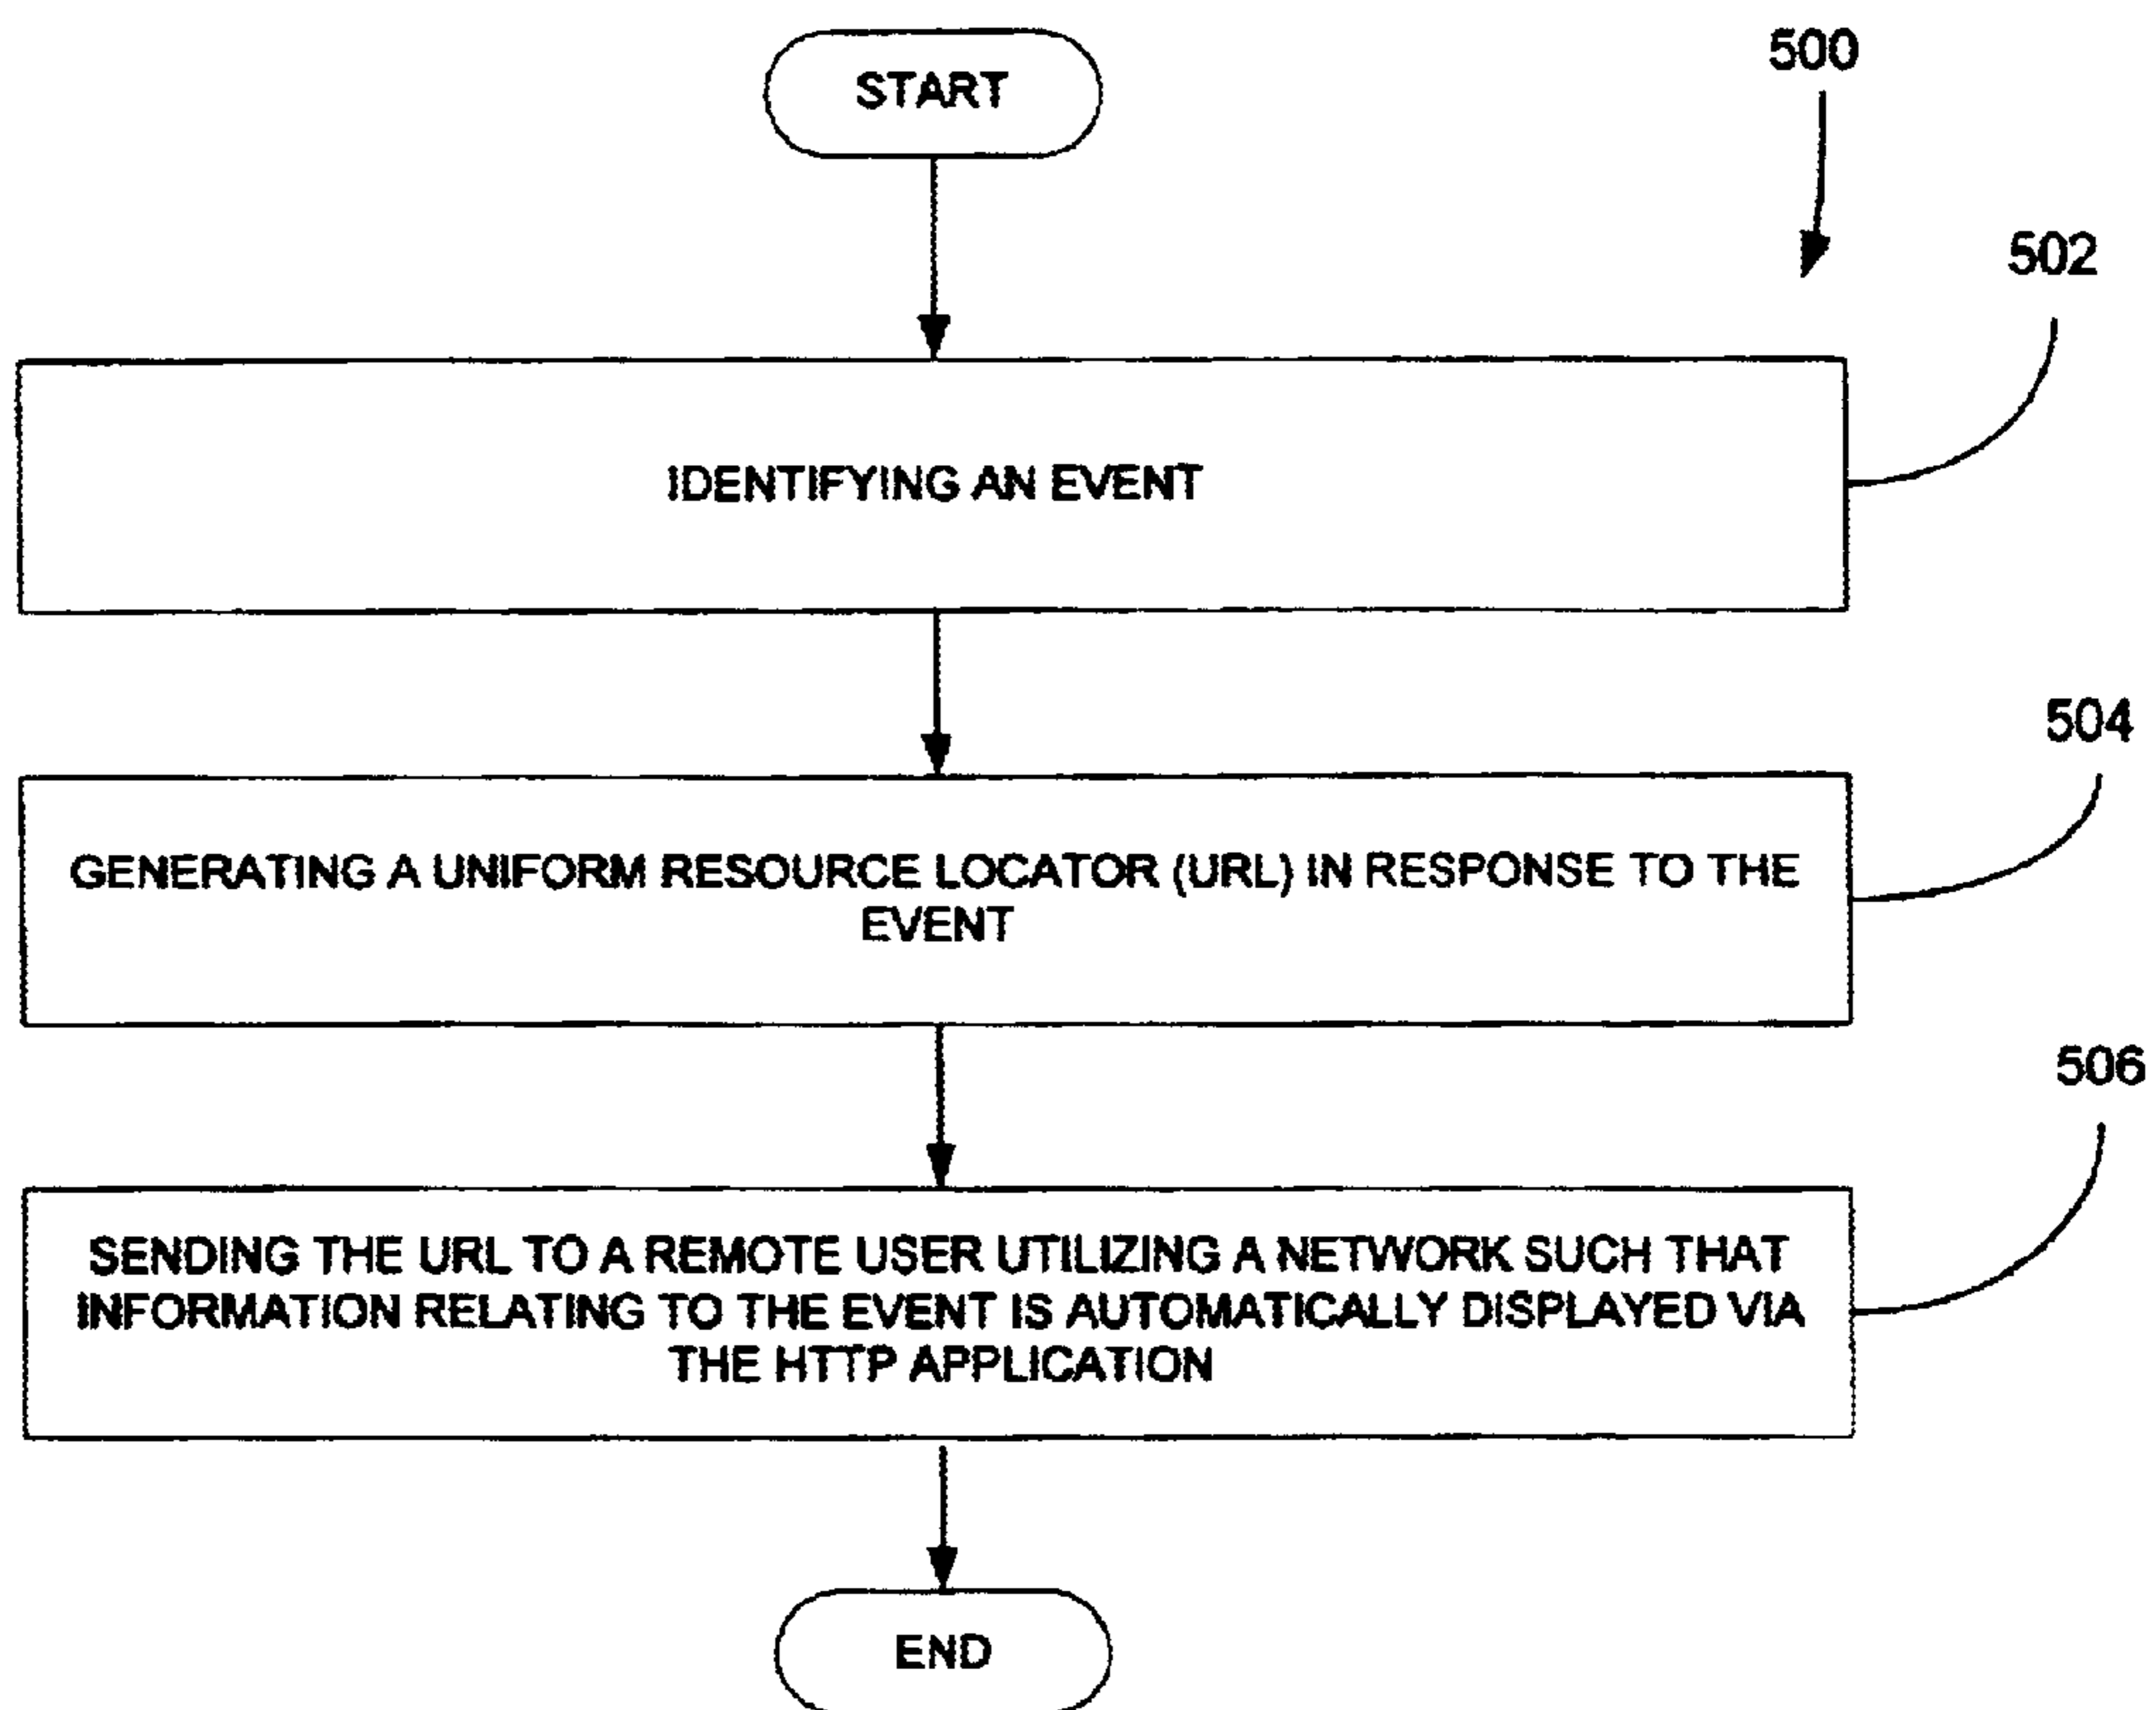 START
500
502
IDENTIFYING AN EVENT
504
GENERATING A UNIFORM RESOURCE LOCATOR (URL) IN RESPONSE TO THE
EVENT
506
SENDING THE URL TO A REMOTE USER UTILIZING A NETWORK SUCH THAT
INFORMATION RELATING TO THE EVENT IS AUTOMATICALLY DISPLAYED VIA
THE HTTP APPLICATION
END